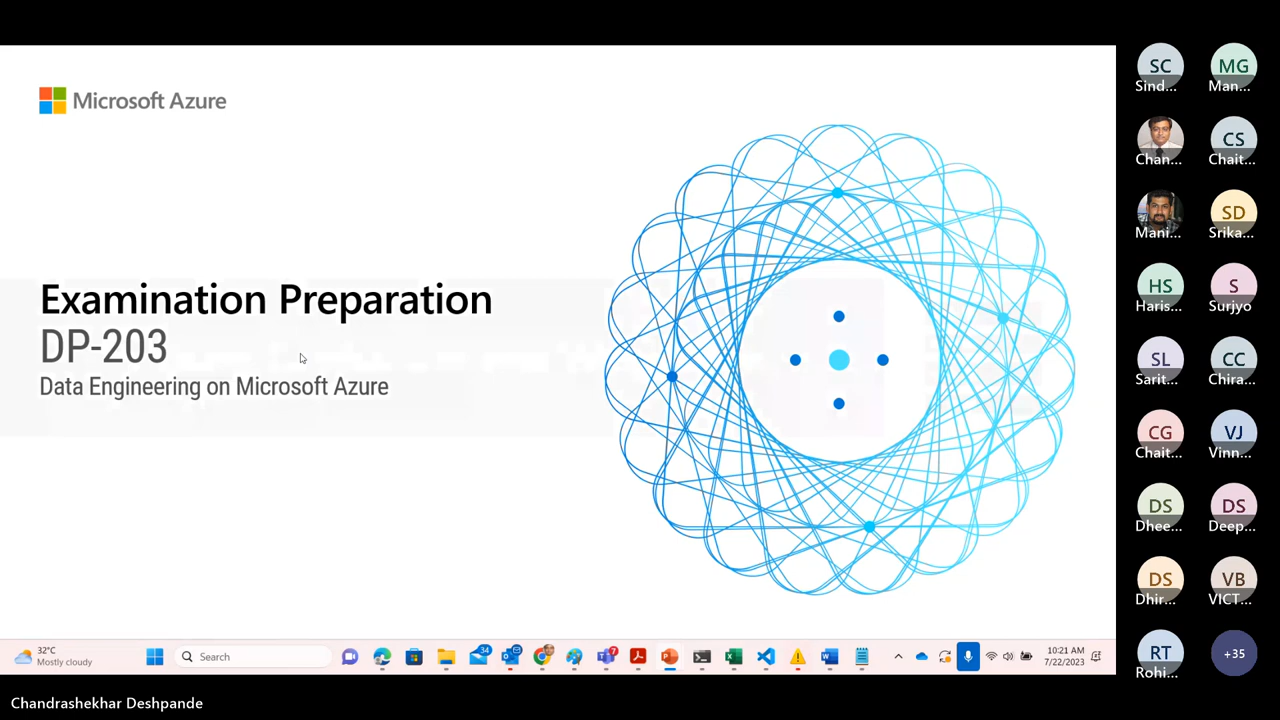 Microsoft Azure
Examination Preparation
DP-203
Data Engineering on Microsoft Azure
SC
Sind...
MG
Man...
Chan...
CS
Chait...
Mani...
SD
Srika...
HS
Haris...
S
Surjyo
SL
Sarit...
CC
Chira...
CG
Chait...
VJ
Vinn...
DS
Dhee...
DS
Deep...
DS
Dhir...
VB
VICT...
RT
Rohi...
+35
32°C
Mostly cloudy
Search
34
7
10:21 AM
7/22/2023
Chandrashekhar Deshpande